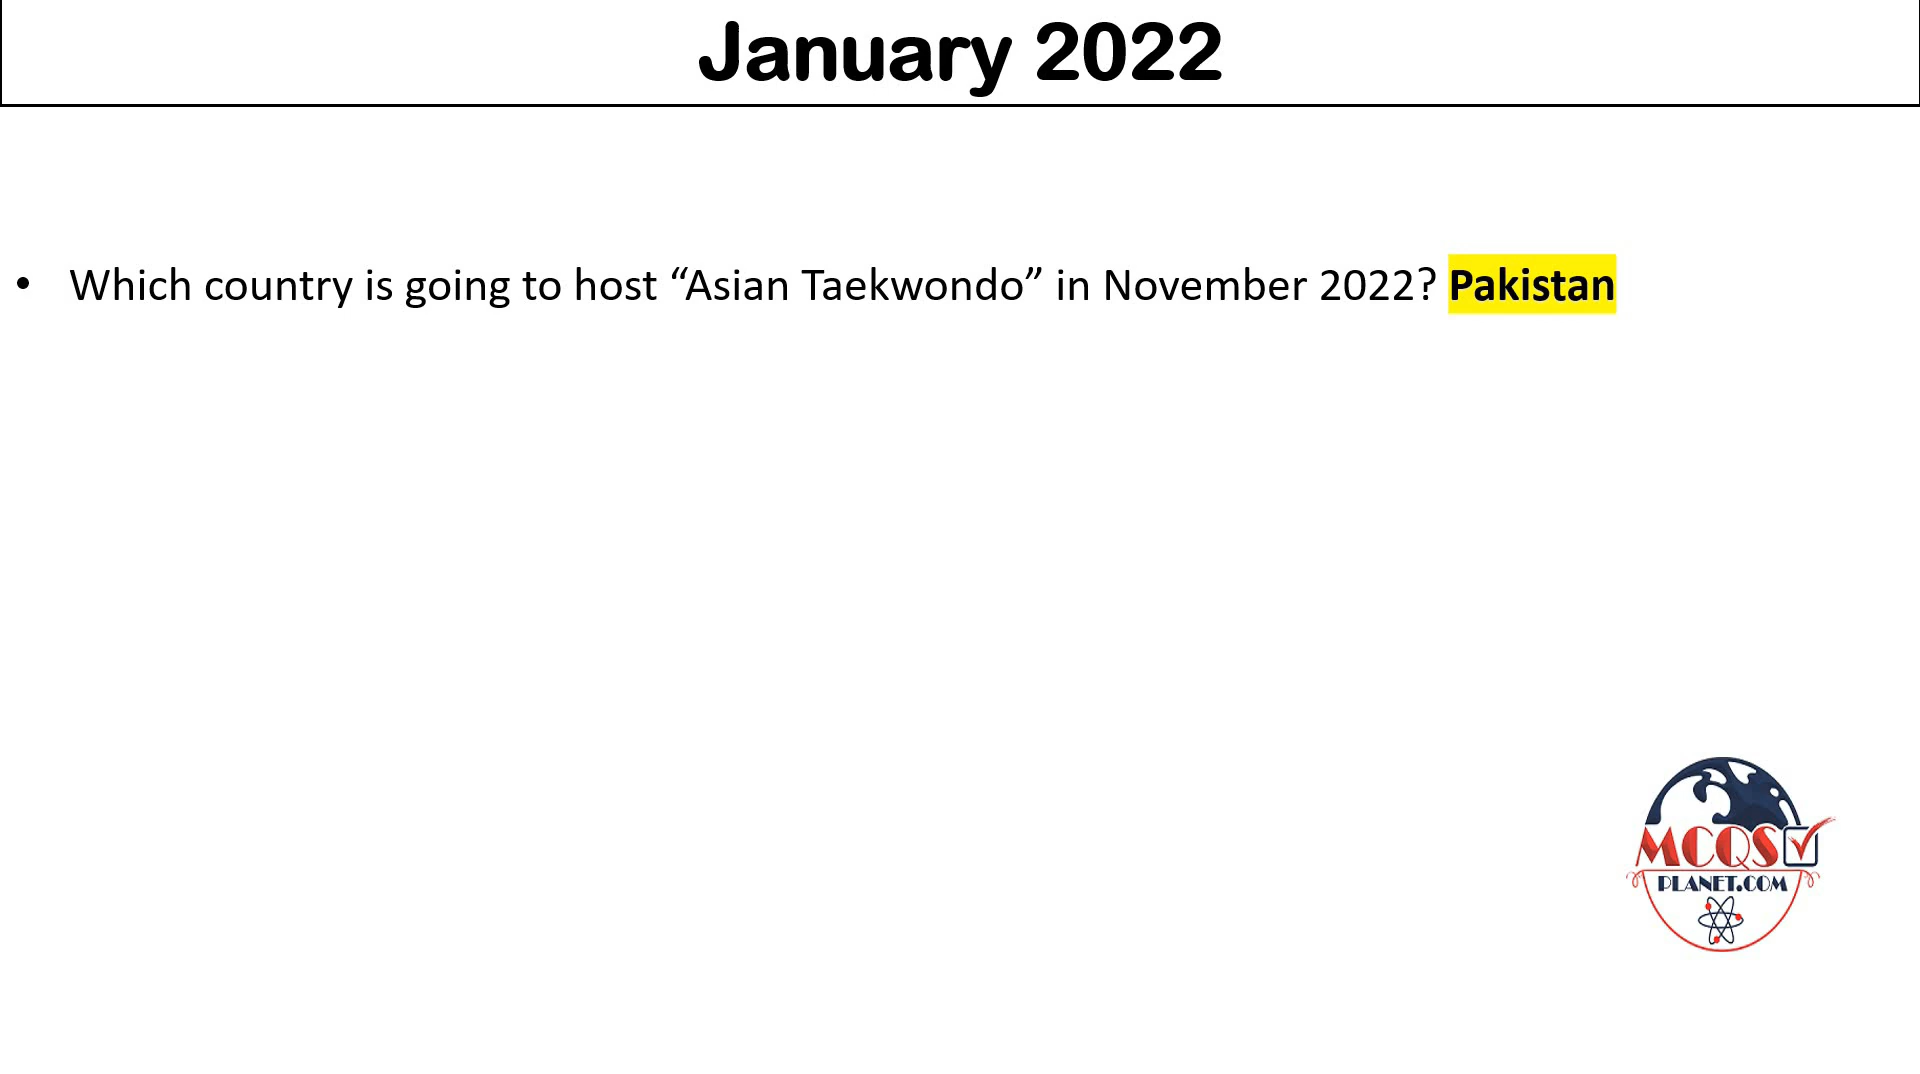 January 2022
• Which country is going to host “Asian Taekwondo” in November 2022? Pakistan
MCQS
PLANET.COM